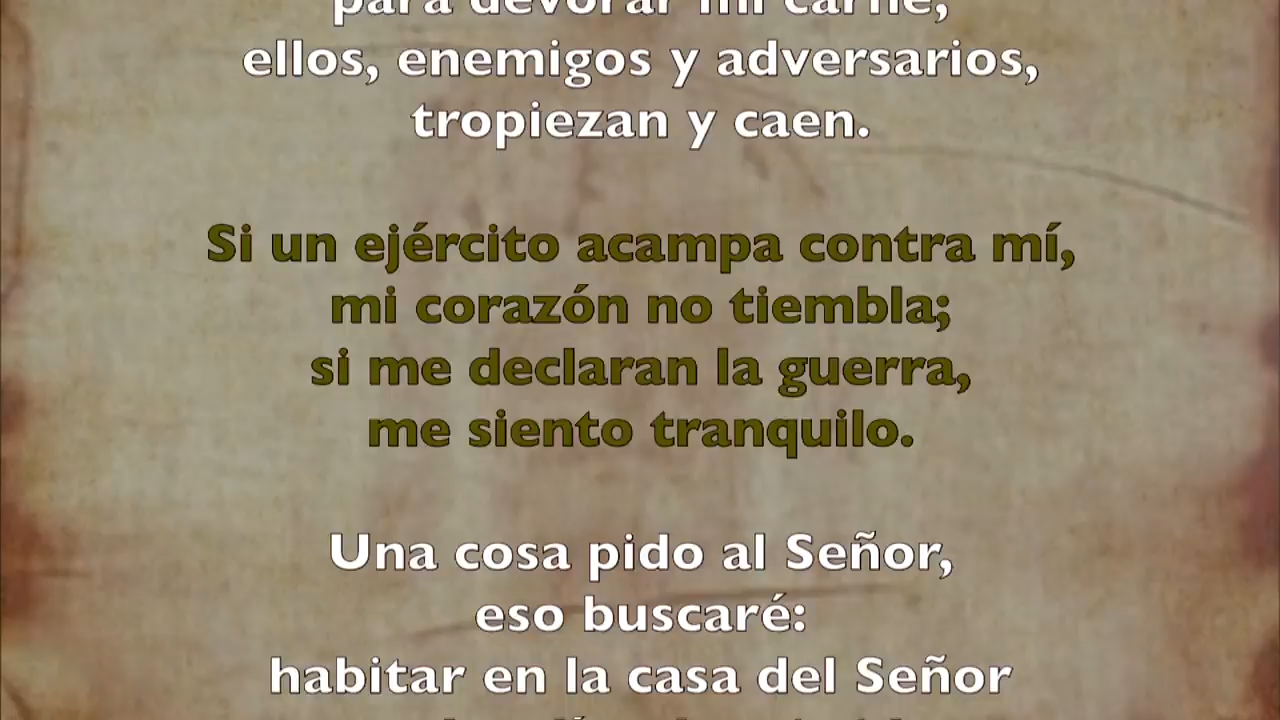 para devorar mi carne,
ellos, enemigos y adversarios,
tropiezan y caen.
Si un ejército acampa contra mí,
mi corazón no tiembla;
si me declaran la guerra,
me siento tranquilo.
Una cosa pido al Señor,
eso buscaré:
habitar en la casa del Señor